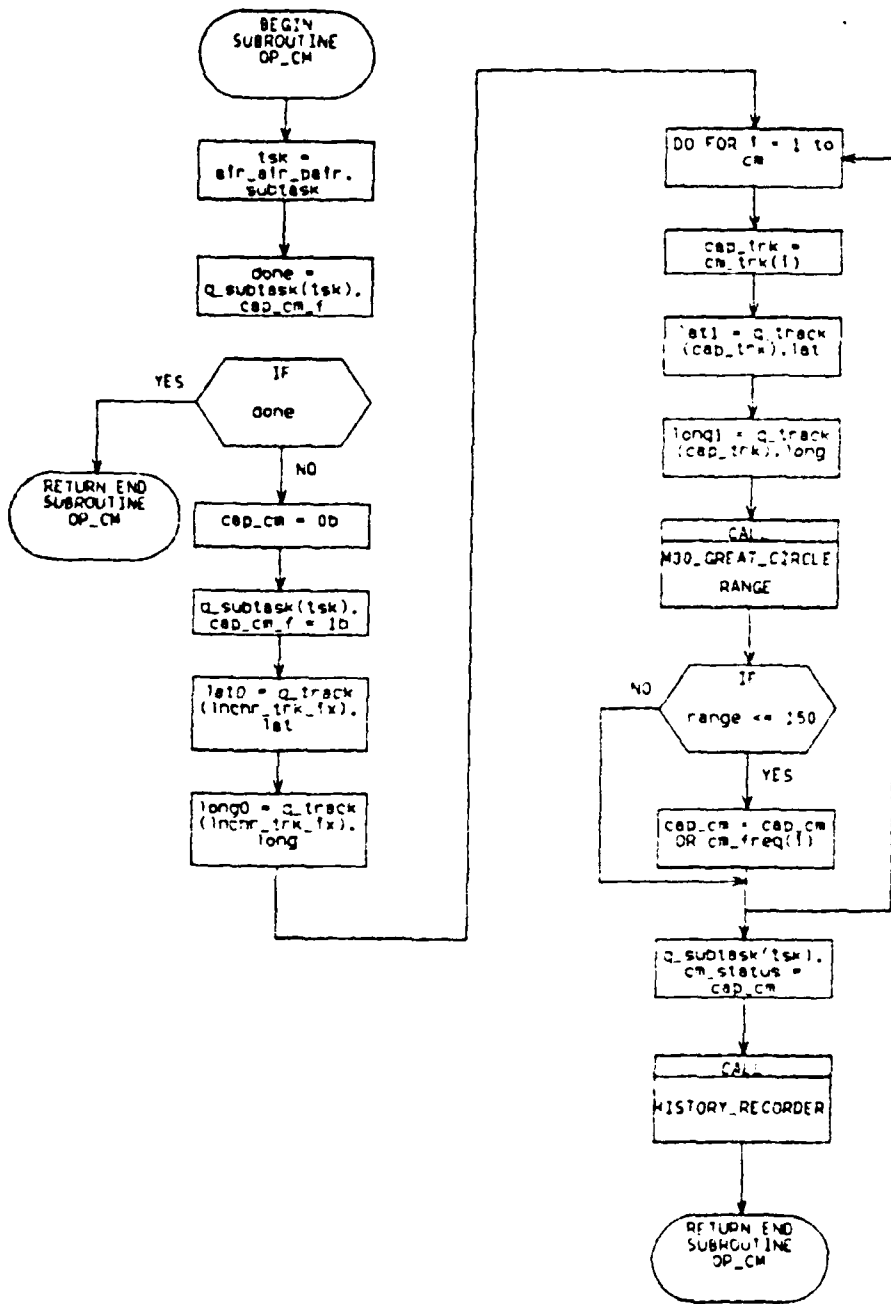 BEGIN
SUBROUTINE
OP_CM
tsk =
air_air_pair.
subtask
done =
q_subtask(tsk).
cap_cm_f
IF
done
YES
NO
RETURN END
SUBROUTINE
OP_CM
cap_cm = 0b
q_subtask(tsk).
cap_cm_f = 1b
lat0 = q_track
(lnchr_trk_ix).
lat
long0 = q_track
(lnchr_trk_ix).
long
DO FOR i = 1 to
cm
cap_trk =
cm_trk(i)
lat1 = q_track
(cap_trk).lat
long1 = q_track
(cap_trk).long
CALL
M30_GREAT_CIRCLE
RANGE
IF
range <= 150
NO
YES
cap_cm = cap_cm
OR cm_freq(i)
q_subtask(tsk).
cm_status =
cap_cm
CALL
HISTORY_RECORDER
RETURN END
SUBROUTINE
OP_CM